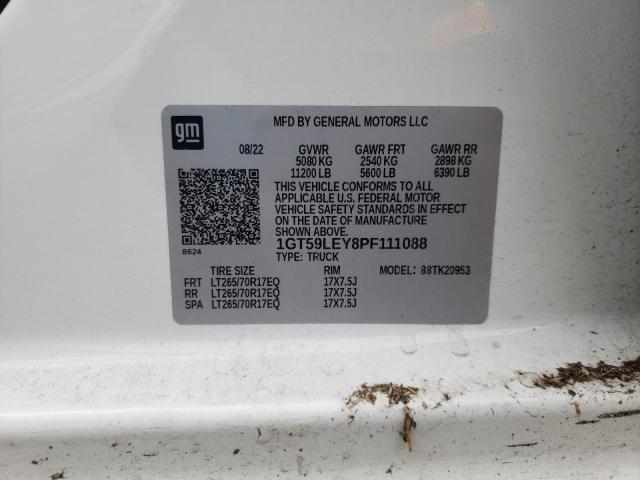 gm
MFD BY GENERAL MOTORS LLC
08/22 GVWR GAWR FRT GAWR RR
5080 KG 2540 KG 2898 KG
11200 LB 5600 LB 6390 LB
THIS VEHICLE CONFORMS TO ALL
APPLICABLE U.S. FEDERAL MOTOR
VEHICLE SAFETY STANDARDS IN EFFECT
ON THE DATE OF MANUFACTURE
SHOWN ABOVE.
8624 1GT59LEY8PF111088
TYPE: TRUCK
TIRE SIZE RIM MODEL: 88TK20953
FRT LT265/70R17EQ 17X7.5J
RR LT265/70R17EQ 17X7.5J
SPA LT265/70R17EQ 17X7.5J